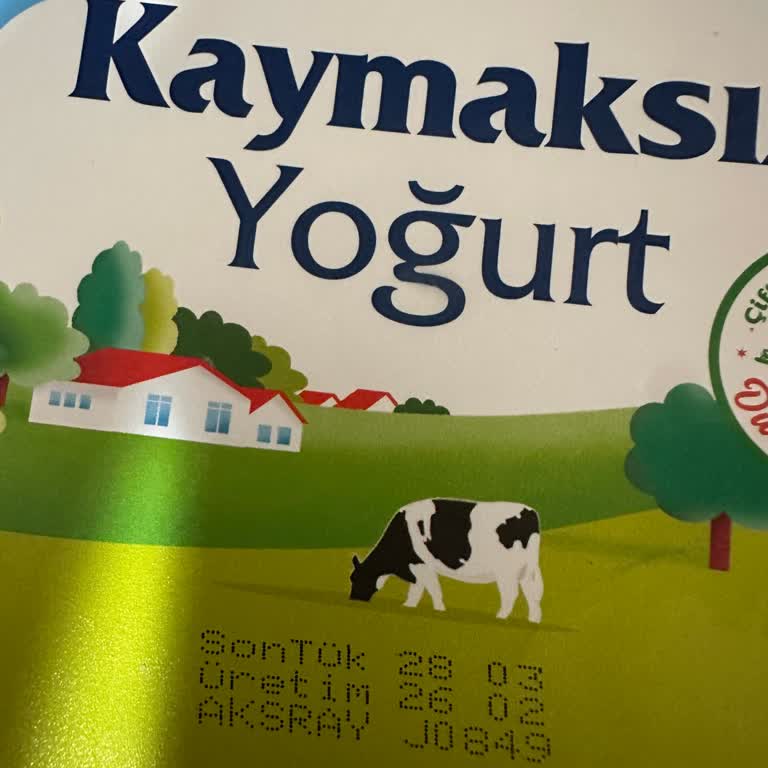 Kaymaksız
Yoğurt
SonTük 28 03
üretim 26 02
AKSRAY J0849